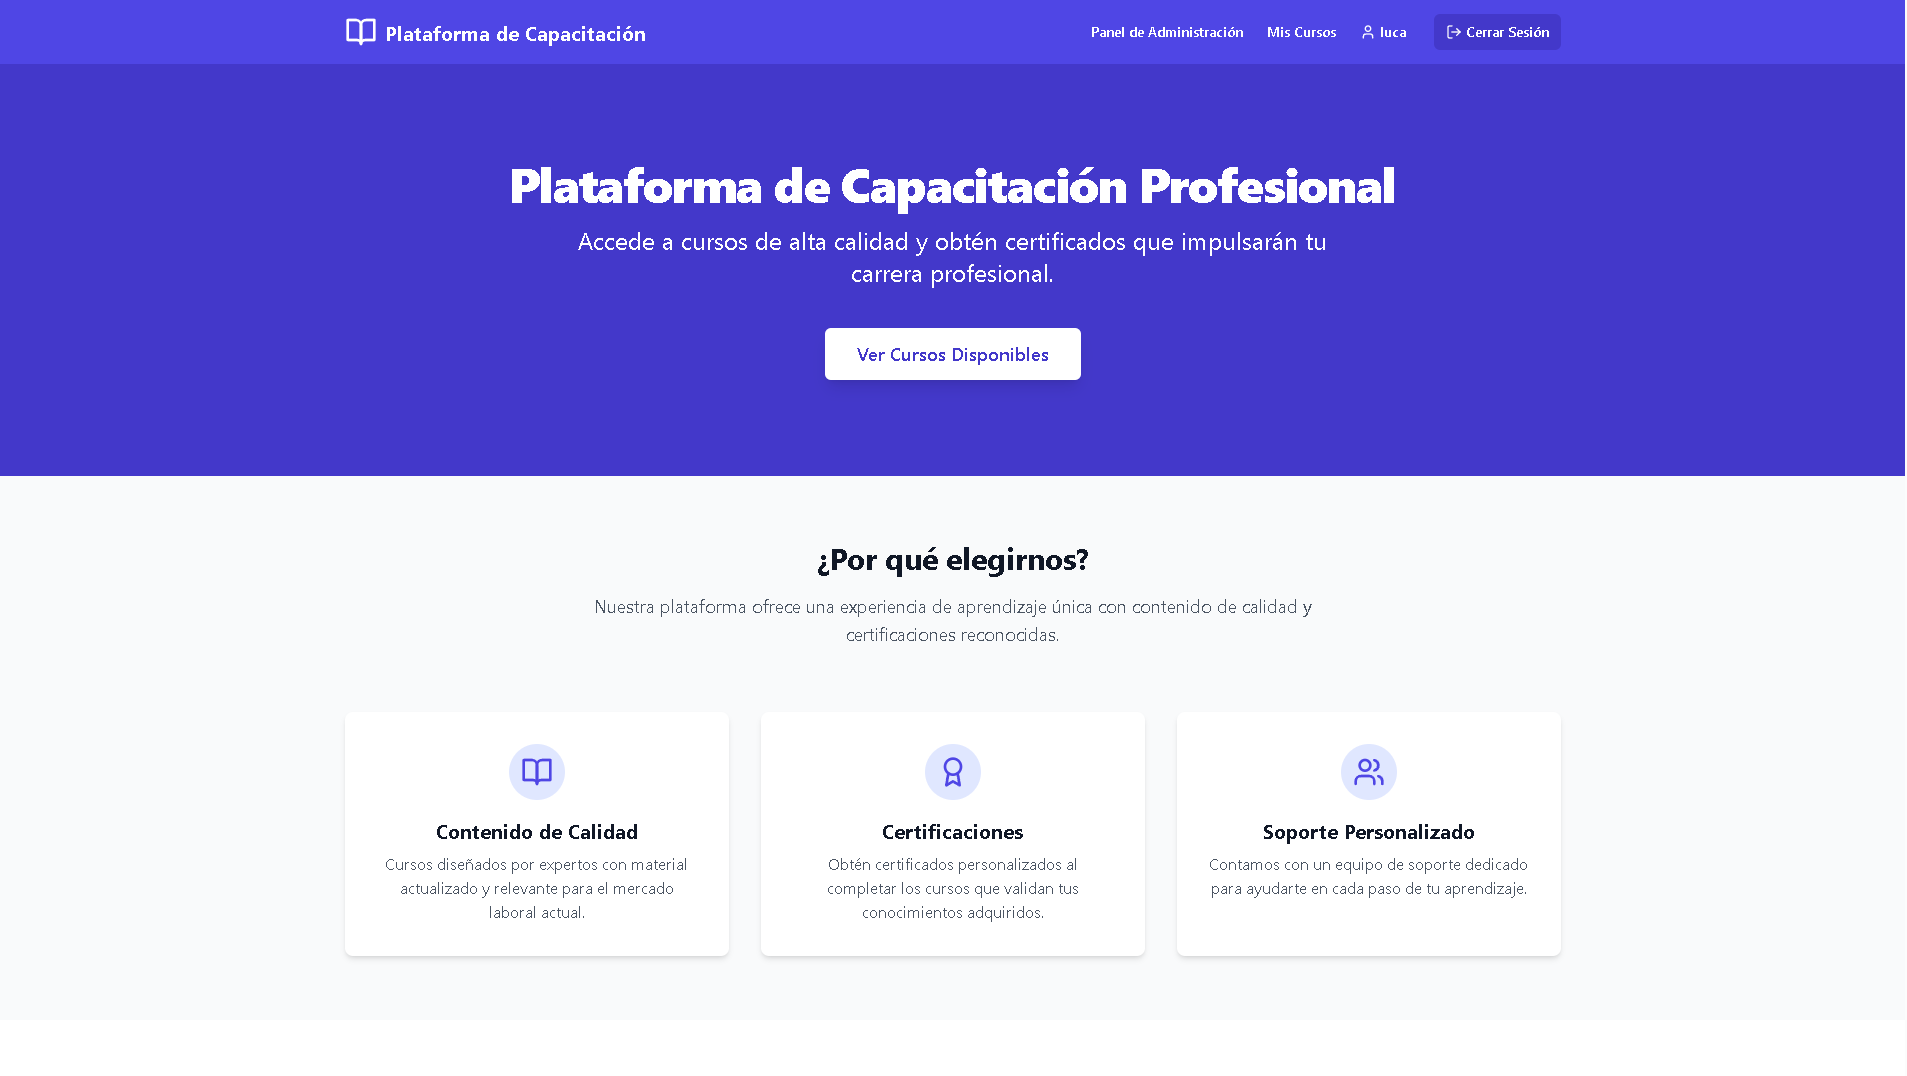 Plataforma de Capacitación
Panel de Administración
Mis Cursos
luca
Cerrar Sesión
Plataforma de Capacitación Profesional
Accede a cursos de alta calidad y obtén certificados que impulsarán tu
carrera profesional.
Ver Cursos Disponibles
¿Por qué elegirnos?
Nuestra plataforma ofrece una experiencia de aprendizaje única con contenido de calidad y
certificaciones reconocidas.
Contenido de Calidad
Cursos diseñados por expertos con material
actualizado y relevante para el mercado
laboral actual.
Certificaciones
Obtén certificados personalizados al
completar los cursos que validan tus
conocimientos adquiridos.
Soporte Personalizado
Contamos con un equipo de soporte dedicado
para ayudarte en cada paso de tu aprendizaje.